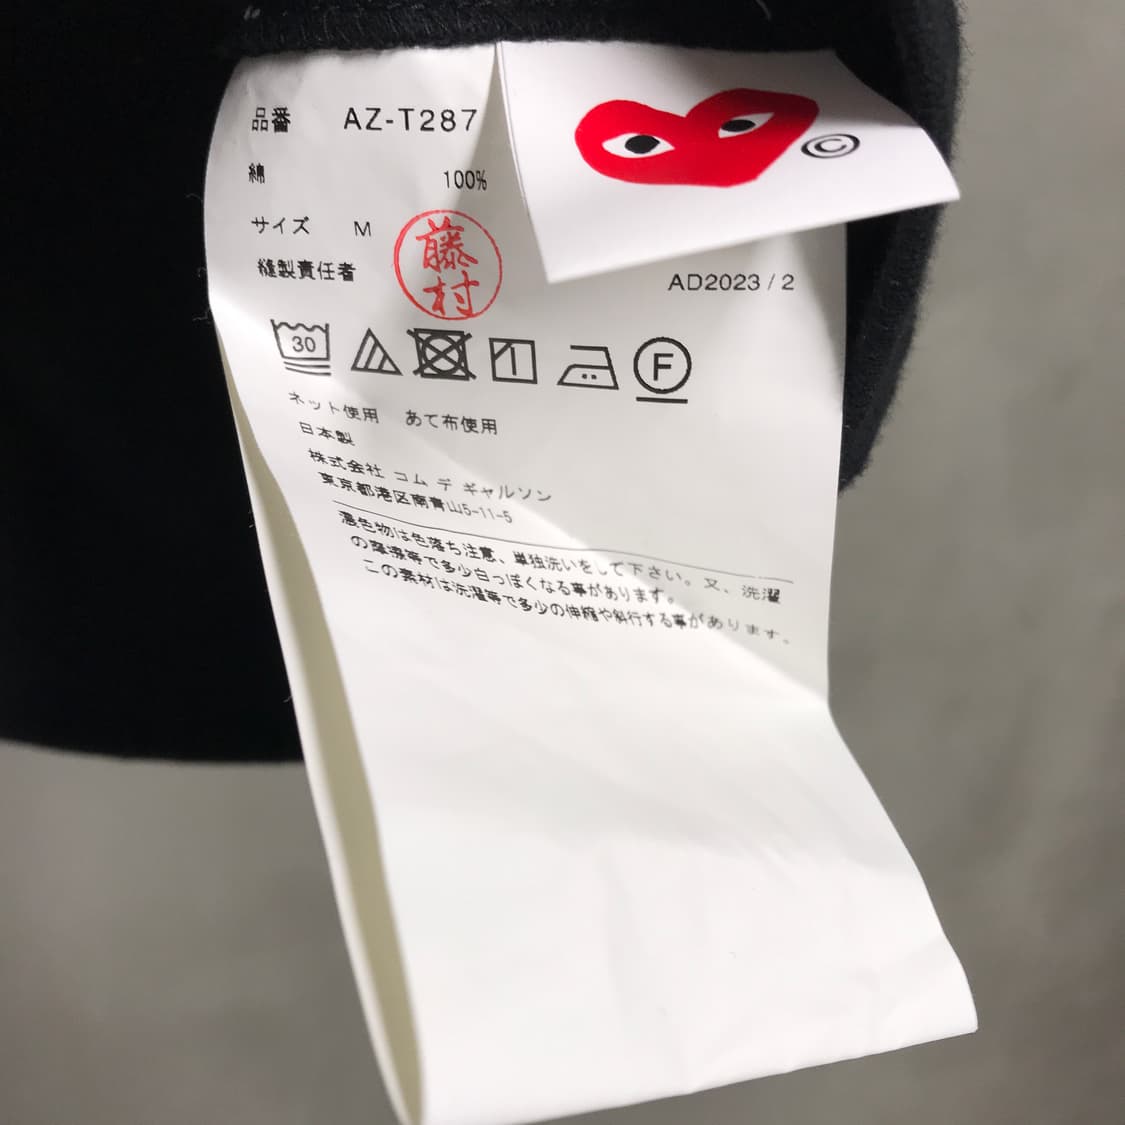 品番 AZ-T287
©
綿 100%
サイズ M
縫製責任者 藤村
AD2023 / 2
30 F
ネット使用 あて布使用
日本製
株式会社 コム デ ギャルソン
東京都港区南青山5-11-5
濃色物は色落ち注意、単独洗いをして下さい。又、洗濯
の摩擦等で多少白っぽくなる事があります。
この素材は洗濯等で多少の伸縮や斜行する事があります。